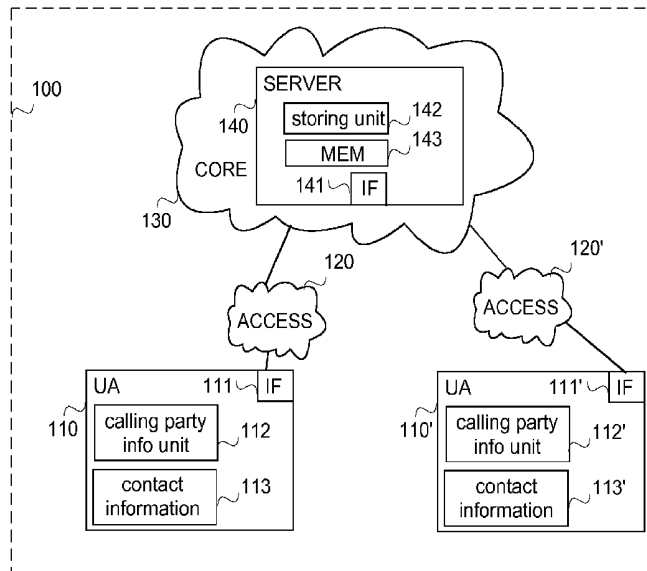 100
SERVER
140
storing unit
142
MEM
143
CORE
141
IF
130
120
ACCESS
120'
ACCESS
UA
111
IF
110
calling party
info unit
112
contact
information
113
UA
111'
IF
110'
calling party
info unit
112'
contact
information
113'